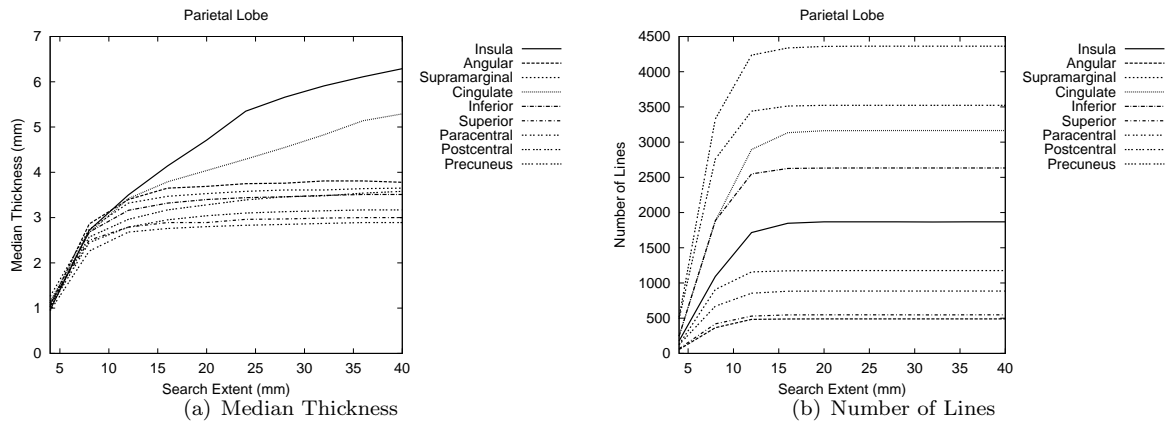 Parietal Lobe
7
6
5
4
3
2
1
0
Median Thickness (mm)
5 10 15 20 25 30 35 40
Search Extent (mm)
Insula
Angular
Supramarginal
Cingulate
Inferior
Superior
Paracentral
Postcentral
Precuneus
(a) Median Thickness
Parietal Lobe
4500
4000
3500
3000
2500
2000
1500
1000
500
0
Number of Lines
5 10 15 20 25 30 35 40
Search Extent (mm)
Insula
Angular
Supramarginal
Cingulate
Inferior
Superior
Paracentral
Postcentral
Precuneus
(b) Number of Lines